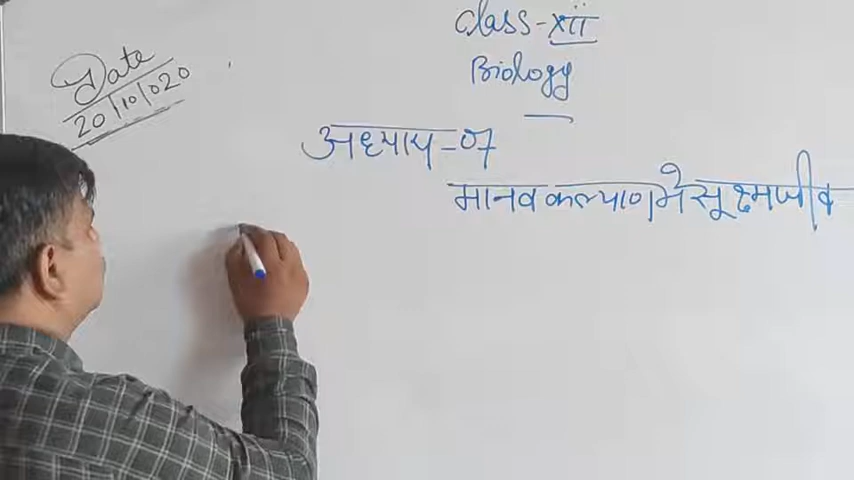 Class-XII
Biology
Date
20/10/020
अध्याय-07
मानव कल्याण में सूक्ष्मजीव